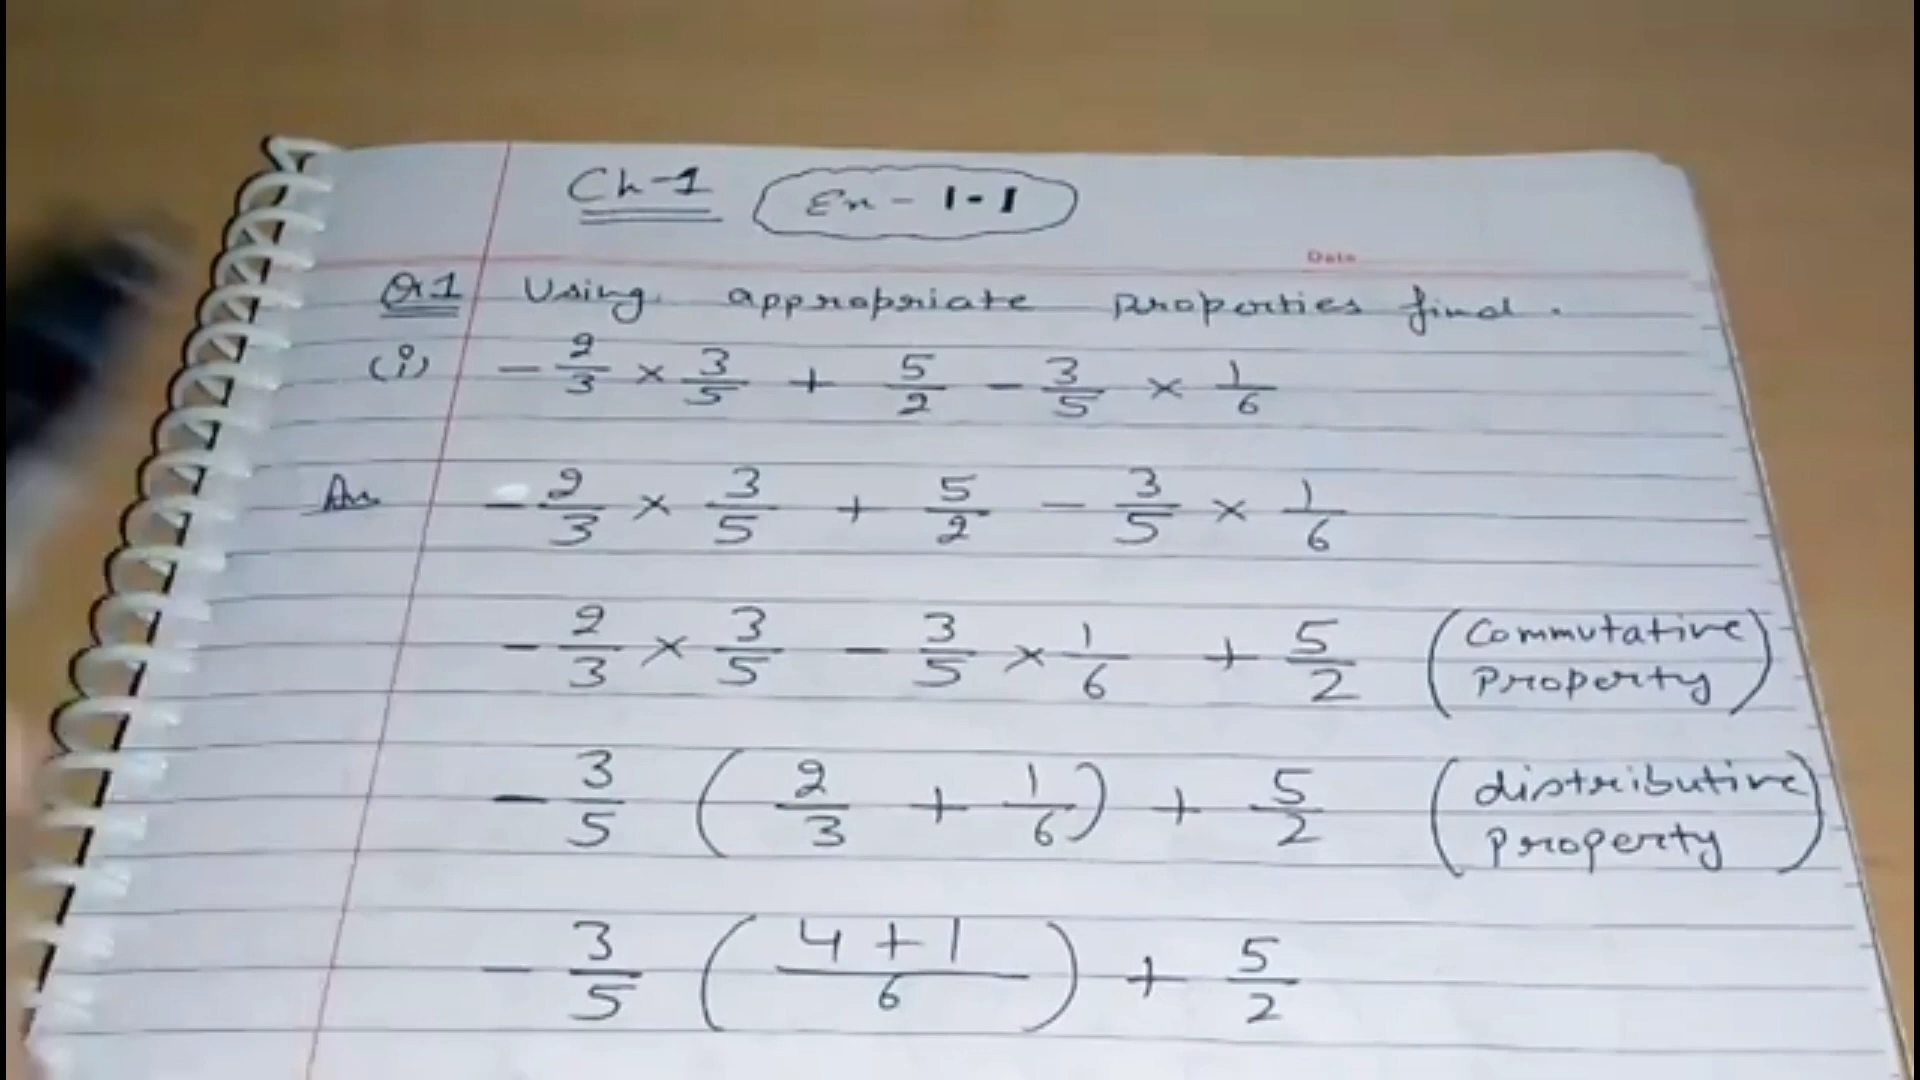 Ch-1 Ex-1.1
Date
Q1 Using appropriate properties find.
(i) -2/3 × 3/5 + 5/2 - 3/5 × 1/6
Ans -2/3 × 3/5 + 5/2 - 3/5 × 1/6
-2/3 × 3/5 - 3/5 × 1/6 + 5/2 (Commutative Property)
-3/5 (2/3 + 1/6) + 5/2 (distributive Property)
-3/5 (4+1/6) + 5/2